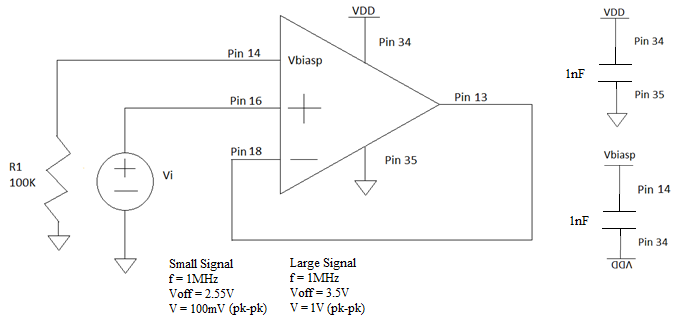 VDD
Pin 34
Pin 14
Vbiasp
Pin 16
+
Pin 13
Pin 18
−
Pin 35
R1
100K
+
−
Vi
Small Signal
f = 1MHz
Voff = 2.55V
V = 100mV (pk-pk)
Large Signal
f = 1MHz
Voff = 3.5V
V = 1V (pk-pk)
VDD
Pin 34
1nF
Pin 35
Vbiasp
Pin 14
1nF
Pin 34
VDD